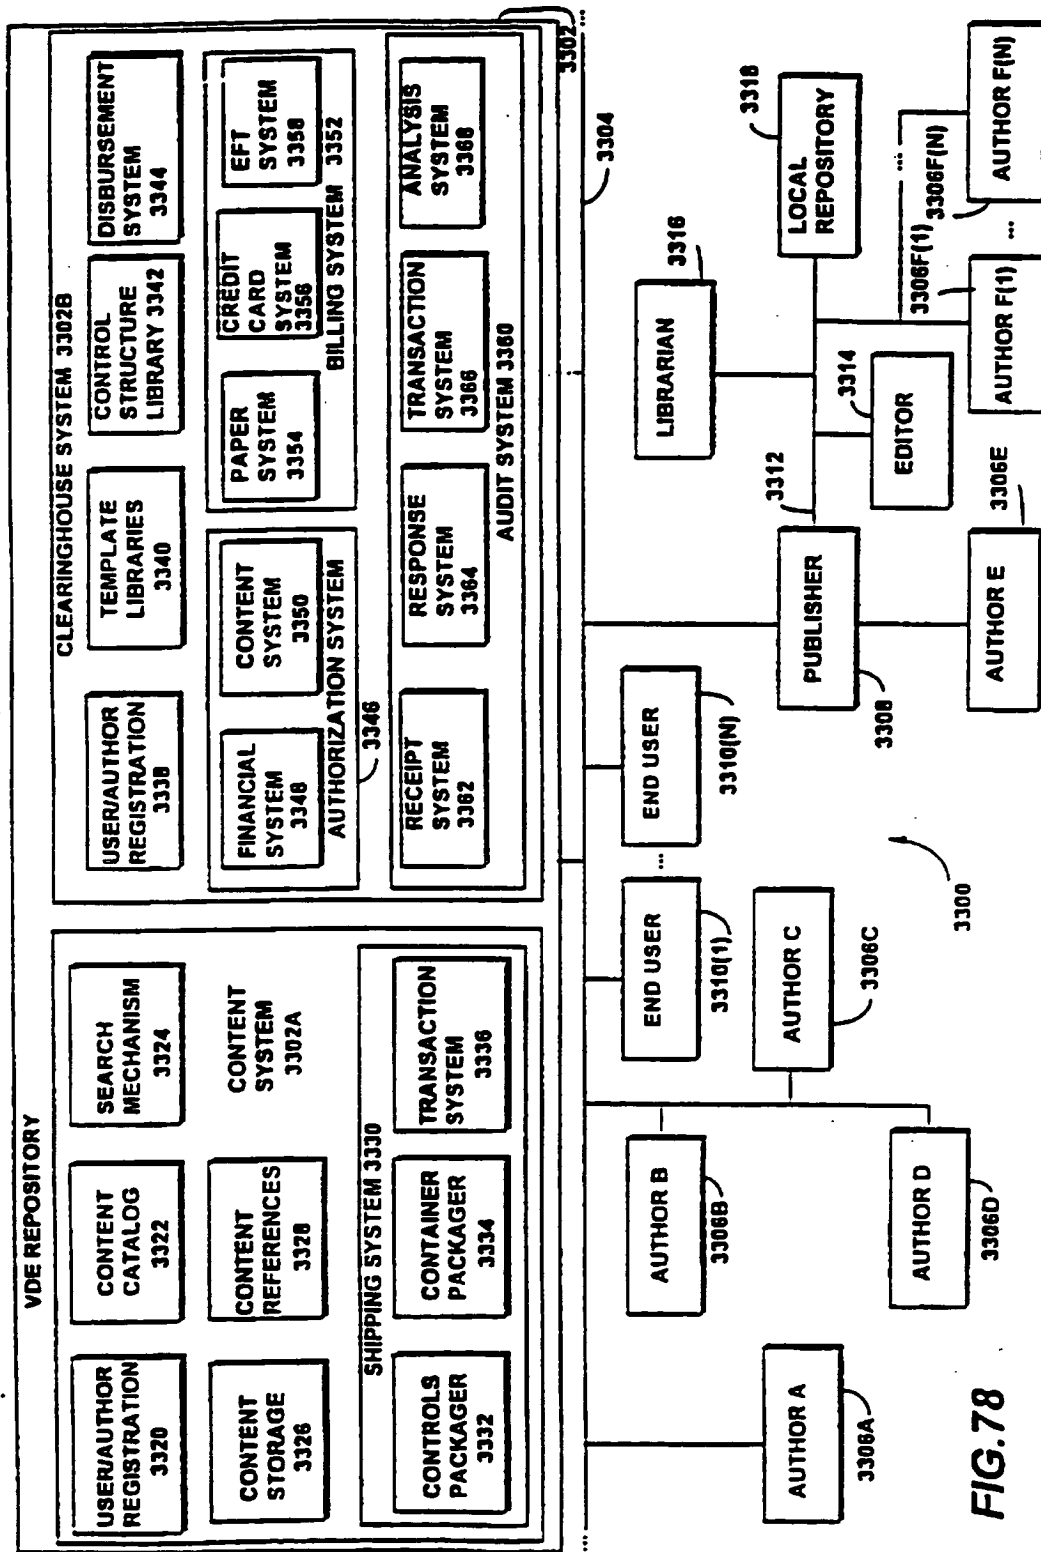 VDE REPOSITORY
USER/AUTHOR
REGISTRATION
3320
CONTENT
CATALOG
3322
SEARCH
MECHANISM
3324
CONTENT
STORAGE
3326
CONTENT
REFERENCES
3328
CONTENT
SYSTEM
3302A
SHIPPING SYSTEM 3330
CONTROLS
PACKAGER
3332
CONTAINER
PACKAGER
3334
TRANSACTION
SYSTEM
3336
CLEARINGHOUSE SYSTEM 3302B
USER/AUTHOR
REGISTRATION
3338
TEMPLATE
LIBRARIES
3340
CONTROL
STRUCTURE
LIBRARY 3342
DISBURSEMENT
SYSTEM
3344
FINANCIAL
SYSTEM
3348
CONTENT
SYSTEM
3350
AUTHORIZATION SYSTEM
3346
PAPER
SYSTEM
3354
CREDIT
CARD
SYSTEM
3356
EFT
SYSTEM
3358
BILLING SYSTEM 3352
RECEIPT
SYSTEM
3362
RESPONSE
SYSTEM
3364
TRANSACTION
SYSTEM
3366
ANALYSIS
SYSTEM
3368
AUDIT SYSTEM 3360
3302
...
...
3304
AUTHOR A
3306A
AUTHOR B
3306B
AUTHOR C
3306C
AUTHOR D
3306D
END USER
3310(1)
...
END USER
3310(N)
3300
PUBLISHER
3308
3312
LIBRARIAN
3316
LOCAL
REPOSITORY
3318
EDITOR
3314
AUTHOR E
3306E
AUTHOR F(1)
3306F(1)
...
...
AUTHOR F(N)
3306F(N)
FIG.78